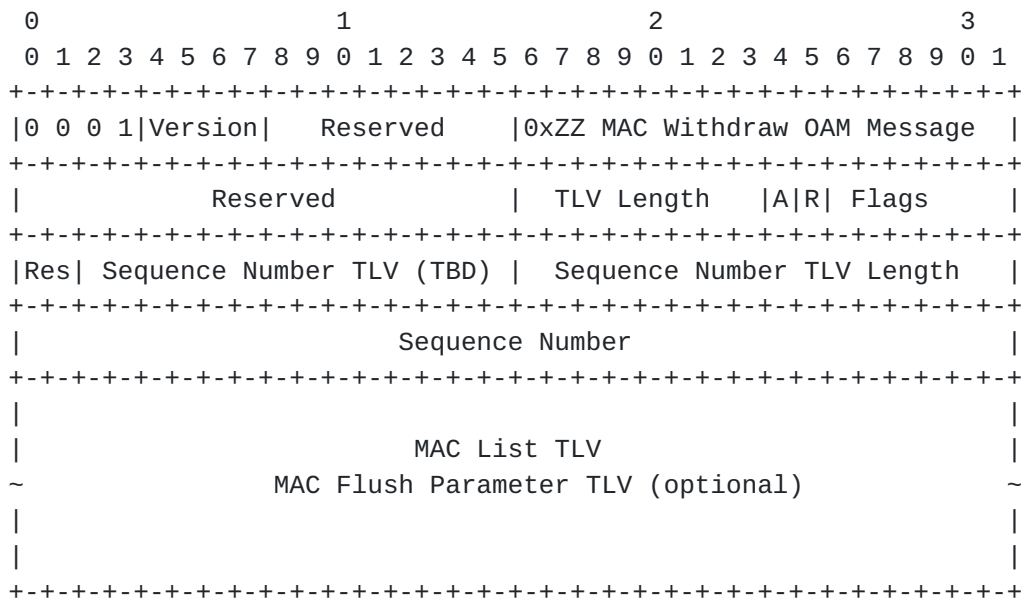 0                   1                   2                   3
 0 1 2 3 4 5 6 7 8 9 0 1 2 3 4 5 6 7 8 9 0 1 2 3 4 5 6 7 8 9 0 1
+-+-+-+-+-+-+-+-+-+-+-+-+-+-+-+-+-+-+-+-+-+-+-+-+-+-+-+-+-+-+-+-+
|0 0 0 1|Version|   Reserved    |0xZZ MAC Withdraw OAM Message  |
+-+-+-+-+-+-+-+-+-+-+-+-+-+-+-+-+-+-+-+-+-+-+-+-+-+-+-+-+-+-+-+-+
|            Reserved           |  TLV Length   |A|R| Flags     |
+-+-+-+-+-+-+-+-+-+-+-+-+-+-+-+-+-+-+-+-+-+-+-+-+-+-+-+-+-+-+-+-+
|Res| Sequence Number TLV (TBD) |  Sequence Number TLV Length   |
+-+-+-+-+-+-+-+-+-+-+-+-+-+-+-+-+-+-+-+-+-+-+-+-+-+-+-+-+-+-+-+-+
|                        Sequence Number                        |
+-+-+-+-+-+-+-+-+-+-+-+-+-+-+-+-+-+-+-+-+-+-+-+-+-+-+-+-+-+-+-+-+
|                                                               |
|                         MAC List TLV                          |
~                MAC Flush Parameter TLV (optional)             ~
|                                                               |
|                                                               |
+-+-+-+-+-+-+-+-+-+-+-+-+-+-+-+-+-+-+-+-+-+-+-+-+-+-+-+-+-+-+-+-+